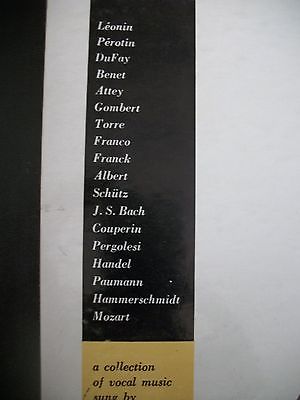 Léonin
Pérotin
DuFay
Benet
Attey
Gombert
Torre
Franco
Franck
Albert
Schütz
J. S. Bach
Couperin
Pergolesi
Handel
Paumann
Hammerschmidt
Mozart
a collection
of vocal music
sung by